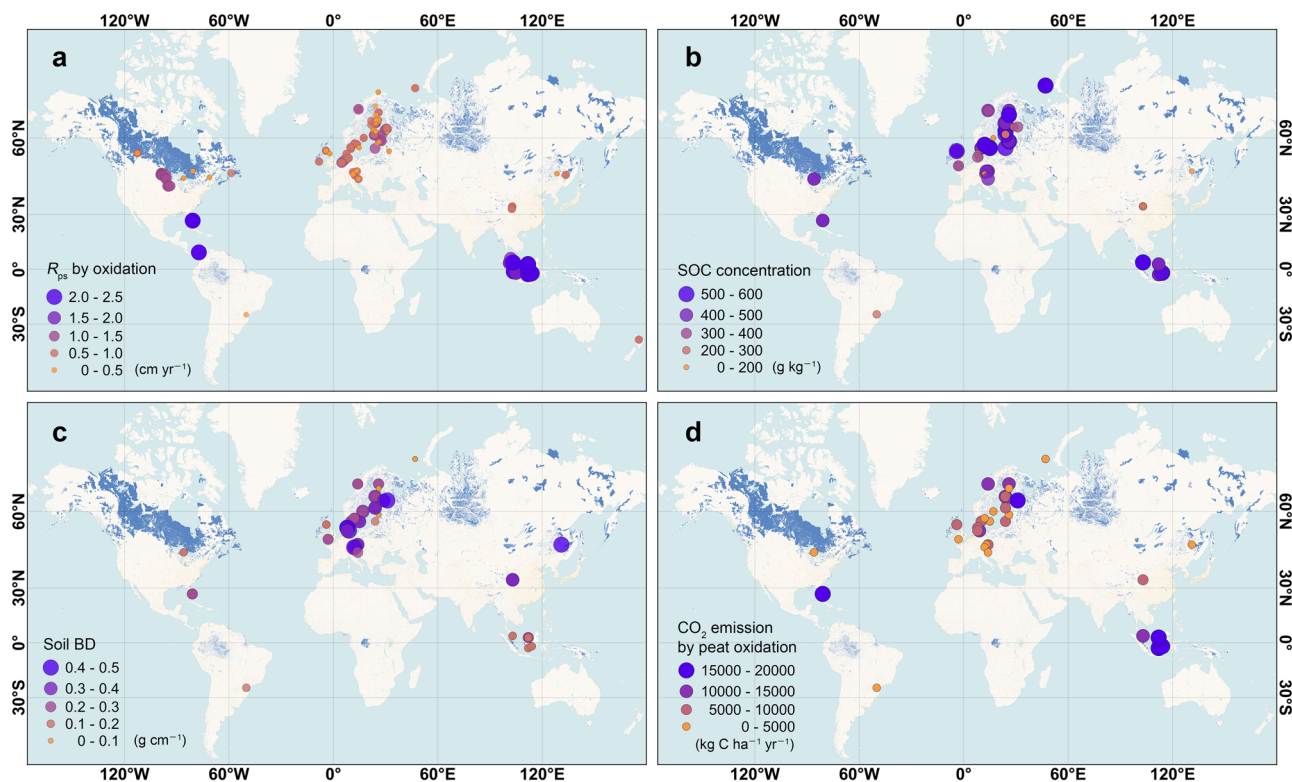 120°W 60°W 0° 60°E 120°E 0° 60°E 120°E
a
R ps by oxidation
2.0 - 2.5
1.5 - 2.0
1.0 - 1.5
0.5 - 1.0
0 - 0.5 (cm yr⁻¹)
60°N
30°N
0°
30°S
b
SOC concentration
500 - 600
400 - 500
300 - 400
200 - 300
0 - 200 (g kg⁻¹)
60°N
30°N
0°
30°S
c
Soil BD
0.4 - 0.5
0.3 - 0.4
0.2 - 0.3
0.1 - 0.2
0 - 0.1 (g cm⁻¹)
60°N
30°N
0°
30°S
d
CO₂ emission
by peat oxidation
15000 - 20000
10000 - 15000
5000 - 10000
0 - 5000
(kg C ha⁻¹ yr⁻¹)
60°N
30°N
0°
30°S
120°W 60°W 0° 60°E 120°E 120°W 60°W 0° 60°E 120°E